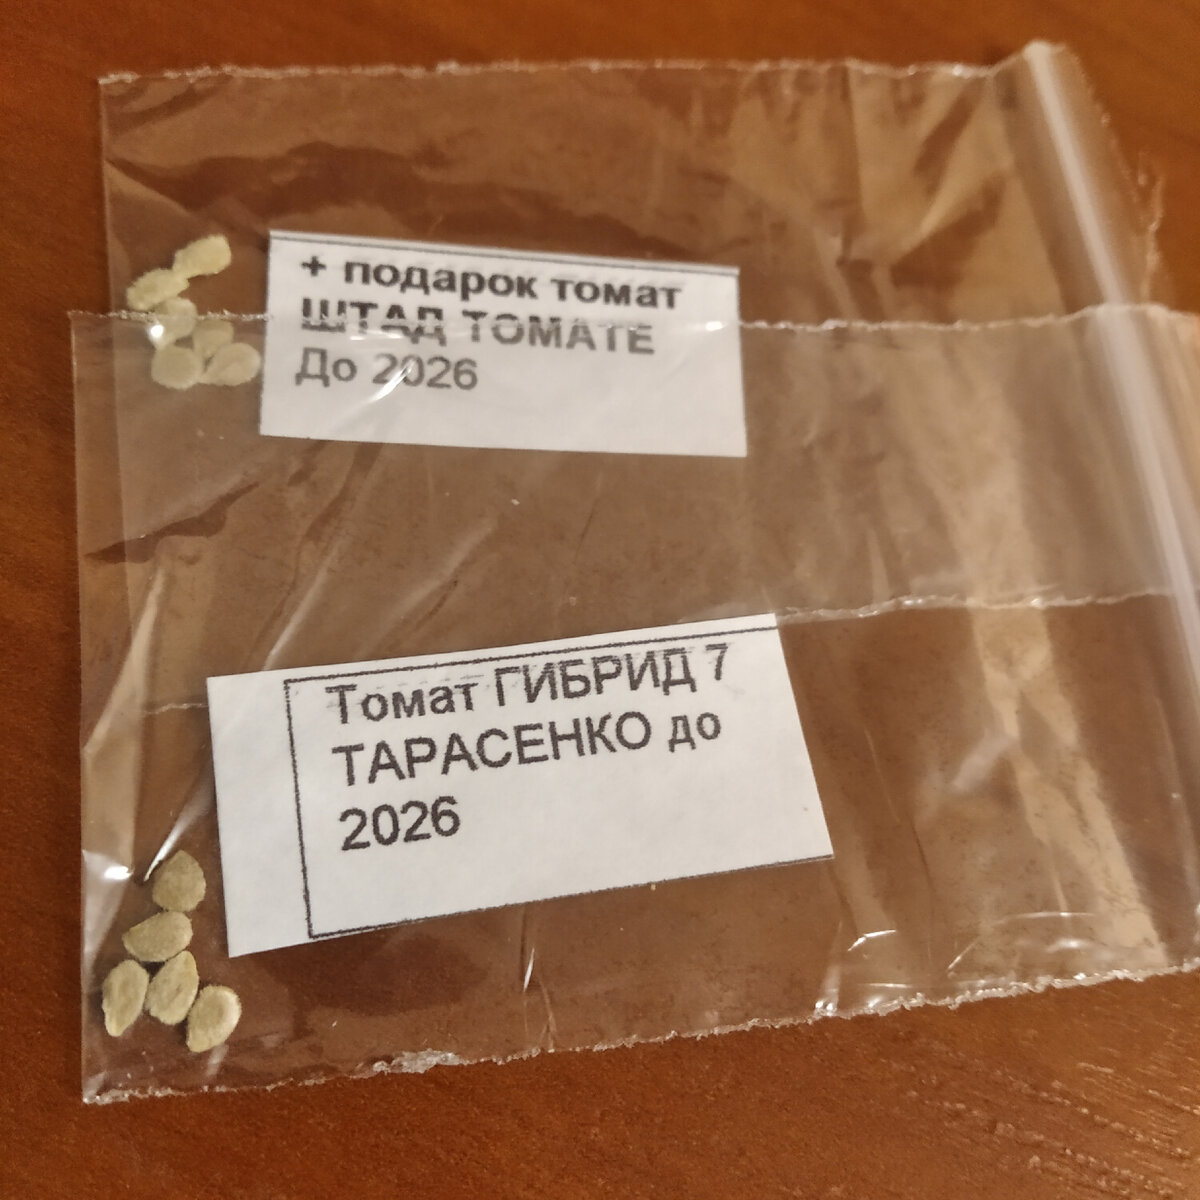 + подарок томат
ШТАД ТОМАТЕ
До 2026
Томат ГИБРИД 7
ТАРАСЕНКО до
2026